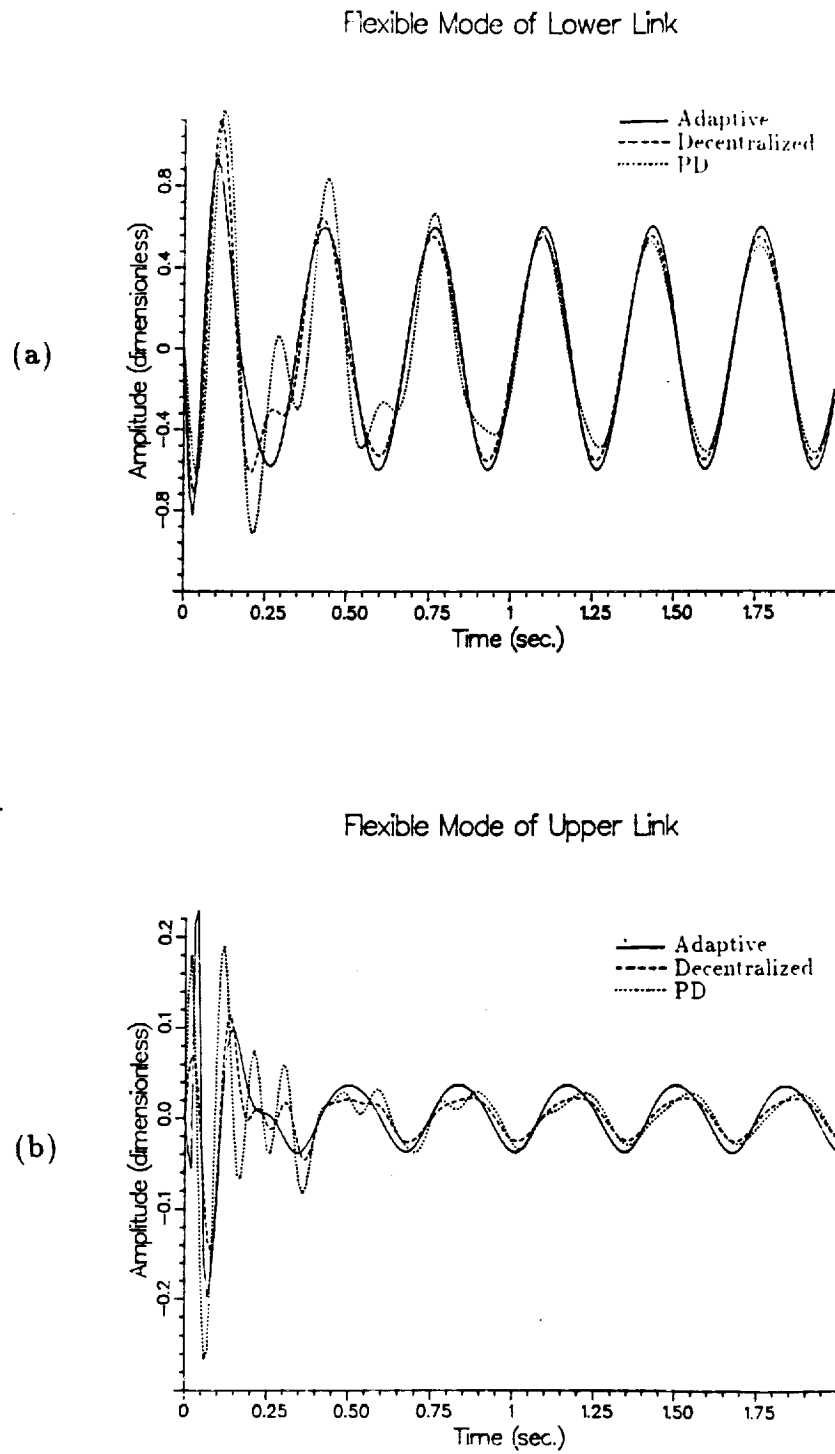 Flexible Mode of Lower Link
Adaptive
Decentralized
PD
0.8
0.4
0
−0.4
−0.8
Amplitude (dimensionless)
(a)
0 0.25 0.50 0.75 1 1.25 1.50 1.75
Time (sec.)
Flexible Mode of Upper Link
Adaptive
Decentralized
PD
0.2
0.1
0.0
−0.1
−0.2
Amplitude (dimensionless)
(b)
0 0.25 0.50 0.75 1 1.25 1.50 1.75
Time (sec.)